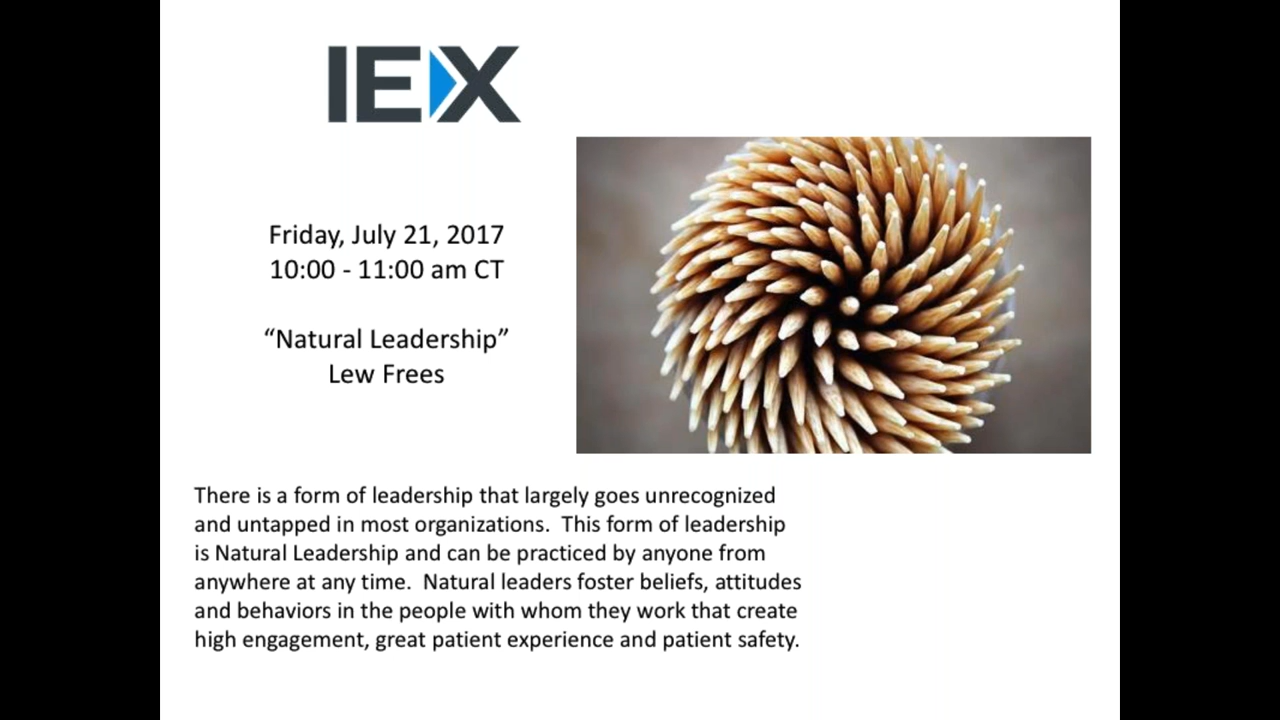 IEX
Friday, July 21, 2017
10:00 - 11:00 am CT
“Natural Leadership”
Lew Frees
There is a form of leadership that largely goes unrecognized
and untapped in most organizations.  This form of leadership
is Natural Leadership and can be practiced by anyone from
anywhere at any time.  Natural leaders foster beliefs, attitudes
and behaviors in the people with whom they work that create
high engagement, great patient experience and patient safety.